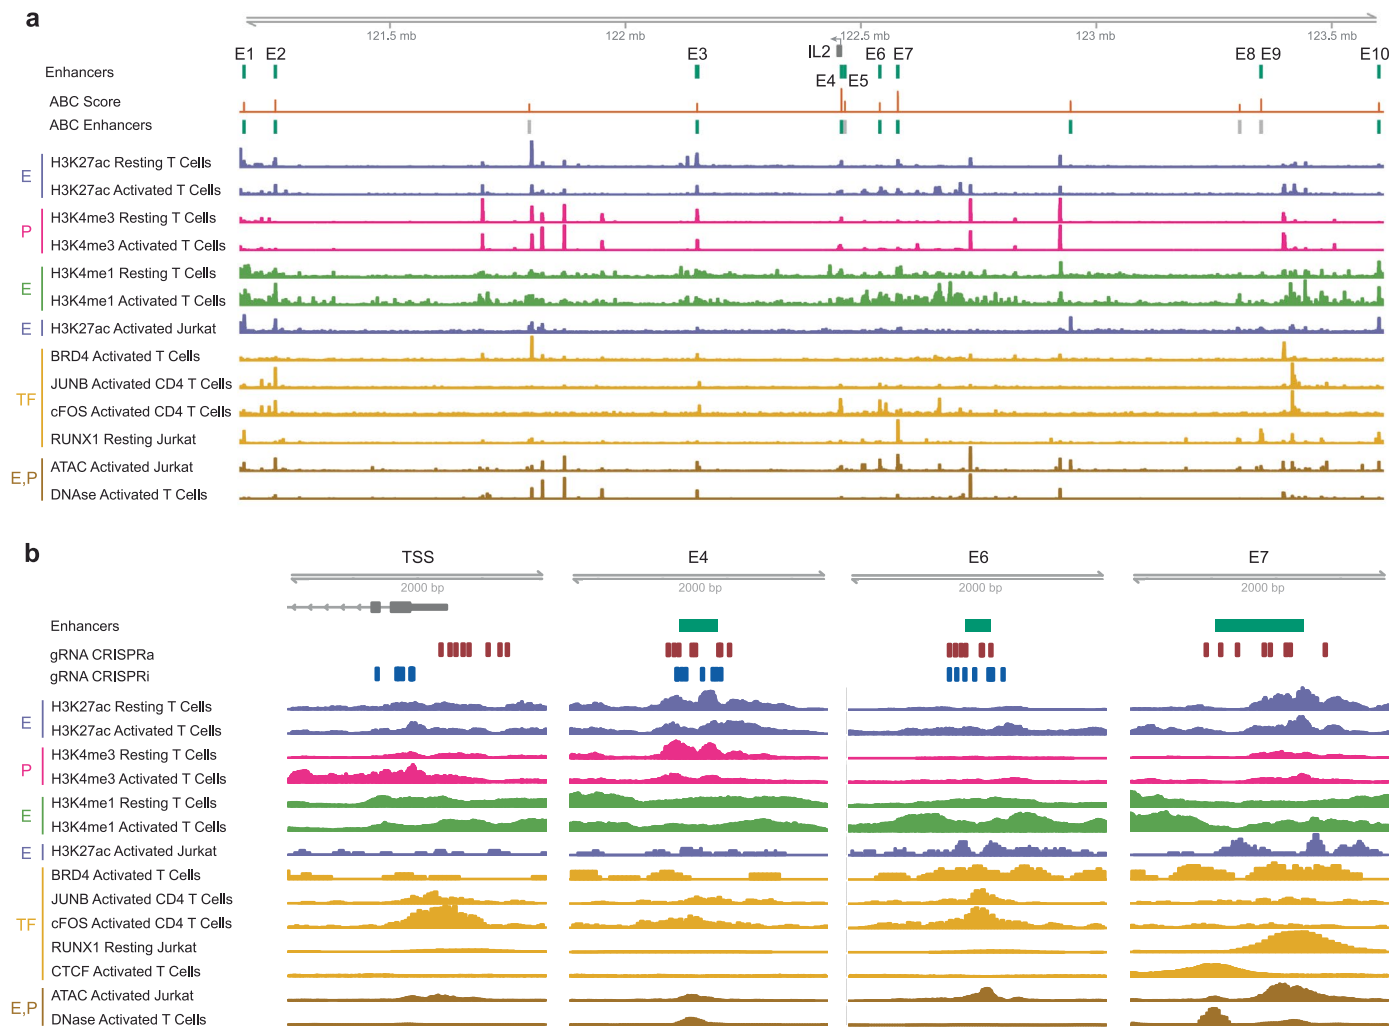 a
121.5 mb
122 mb
122.5 mb
123 mb
123.5 mb
IL2
E1 E2 E3 E6 E7 E8 E9 E10
Enhancers
E4 E5
ABC Score
ABC Enhancers
E
H3K27ac Resting T Cells
H3K27ac Activated T Cells
P
H3K4me3 Resting T Cells
H3K4me3 Activated T Cells
E
H3K4me1 Resting T Cells
H3K4me1 Activated T Cells
E
H3K27ac Activated Jurkat
TF
BRD4 Activated T Cells
JUNB Activated CD4 T Cells
cFOS Activated CD4 T Cells
RUNX1 Resting Jurkat
E,P
ATAC Activated Jurkat
DNAse Activated T Cells
b
TSS E4 E6 E7
2000 bp 2000 bp 2000 bp 2000 bp
Enhancers
gRNA CRISPRa
gRNA CRISPRi
E
H3K27ac Resting T Cells
H3K27ac Activated T Cells
P
H3K4me3 Resting T Cells
H3K4me3 Activated T Cells
E
H3K4me1 Resting T Cells
H3K4me1 Activated T Cells
E
H3K27ac Activated Jurkat
TF
BRD4 Activated T Cells
JUNB Activated CD4 T Cells
cFOS Activated CD4 T Cells
RUNX1 Resting Jurkat
CTCF Activated T Cells
E,P
ATAC Activated Jurkat
DNase Activated T Cells